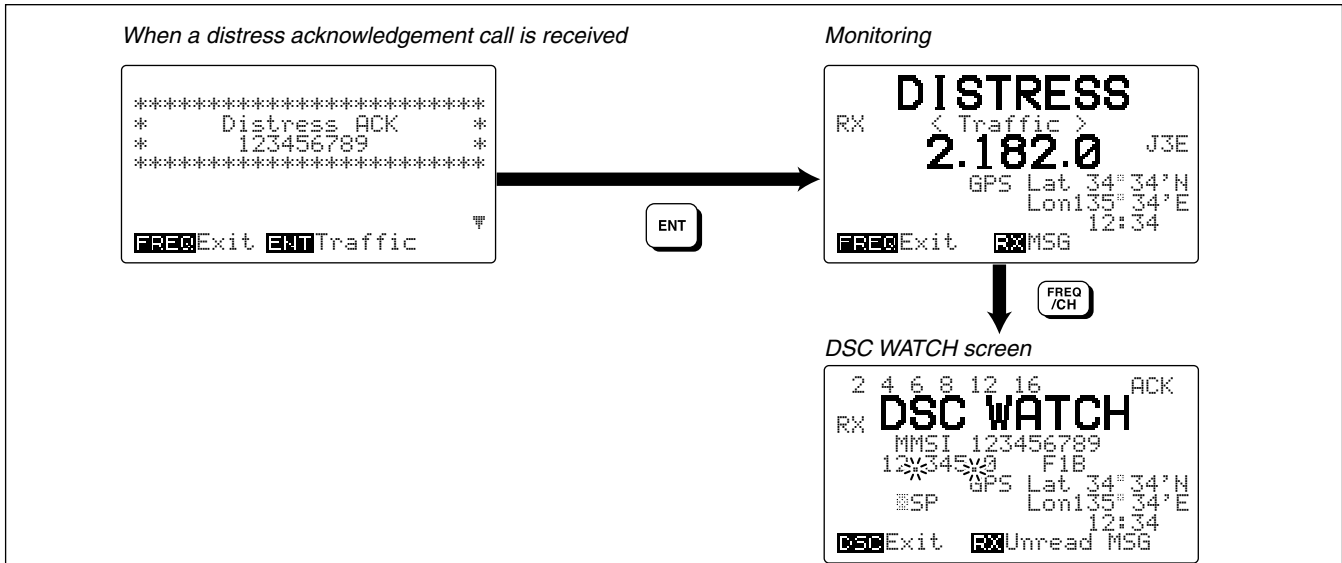 When a distress acknowledgement call is received
************************
* Distress ACK *
* 123456789 *
************************
FREQ Exit ENT Traffic
ENT
Monitoring
DISTRESS
RX < Traffic >
2.182.0 J3E
GPS Lat 34°34'N
Lon135°34'E
12:34
FREQ Exit RX MSG
FREQ
/CH
DSC WATCH screen
2 4 6 8 12 16 ACK
RX DSC WATCH
MMSI 123456789
12.345.0 F1B
GPS Lat 34°34'N
SP Lon135°34'E
12:34
DSC Exit RX Unread MSG